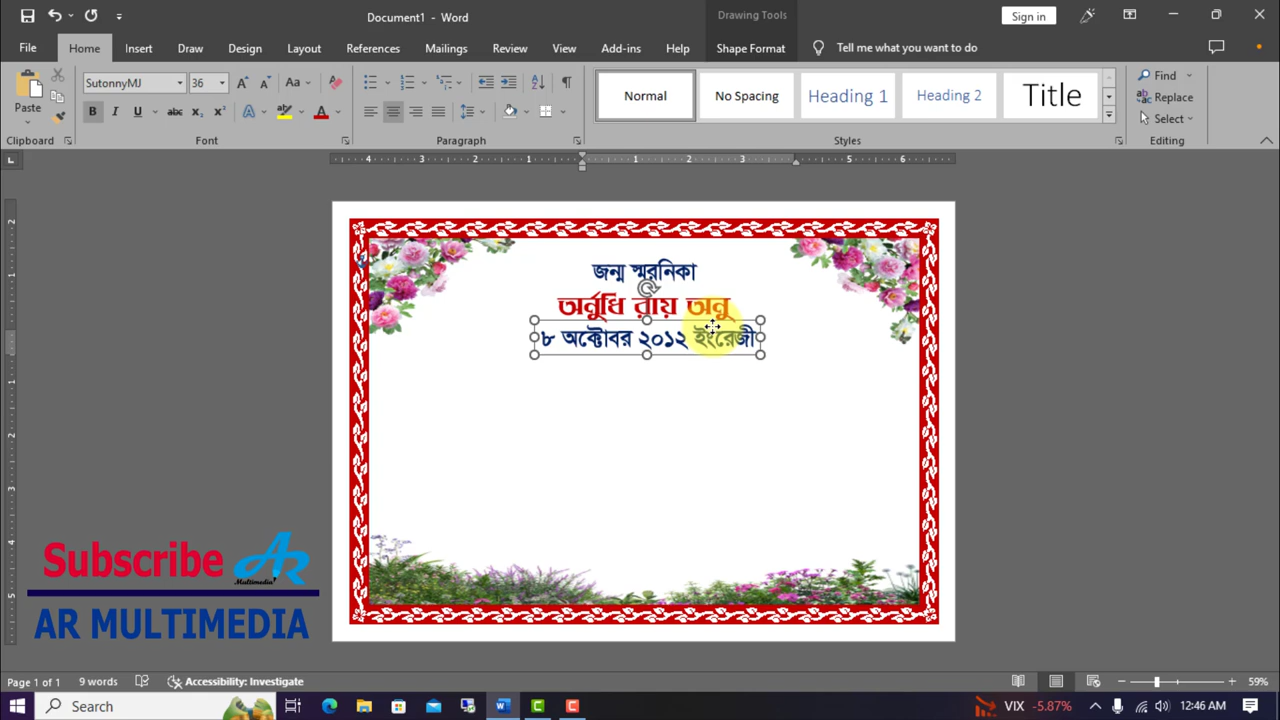 Document1 - Word
Drawing Tools
Sign in
File
Home
Insert
Draw
Design
Layout
References
Mailings
Review
View
Add-ins
Help
Shape Format
Tell me what you want to do
Paste
SutonnyMJ
36
Find
Replace
Select
Normal
No Spacing
Heading 1
Heading 2
Title
Clipboard
Font
Paragraph
Styles
Editing
জন্ম স্মরনিকা
অর্নুধি রায় অনু
৮ অক্টোবর ২০১২ ইংরেজী
Subscribe
AR
Multimedia
AR MULTIMEDIA
Page 1 of 1
9 words
Accessibility: Investigate
59%
Search
VIX -5.87%
12:46 AM